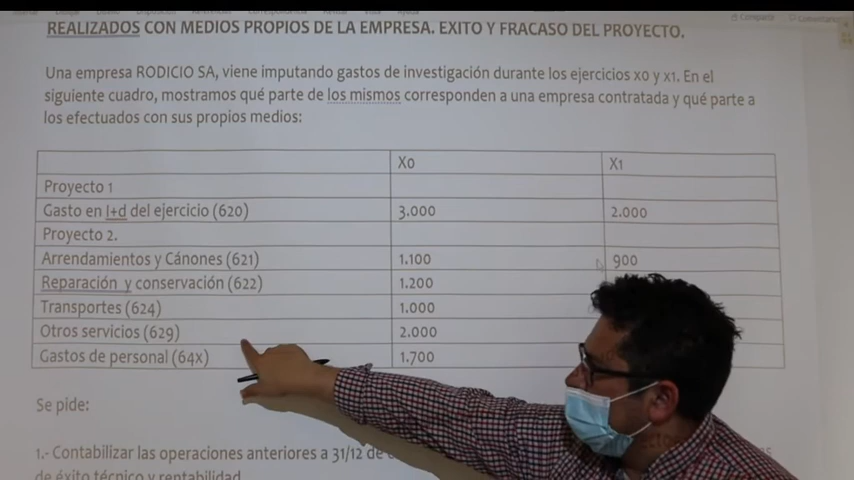 REALIZADOS CON MEDIOS PROPIOS DE LA EMPRESA. EXITO Y FRACASO DEL PROYECTO.
Compartir
Una empresa RODICIO SA, viene imputando gastos de investigación durante los ejercicios x0 y x1. En el
siguiente cuadro, mostramos qué parte de los mismos corresponden a una empresa contratada y qué parte a
los efectuados con sus propios medios:
X0 X1
Proyecto 1
Gasto en I+d del ejercicio (620) 3.000 2.000
Proyecto 2.
Arrendamientos y Cánones (621) 1.100 900
Reparación y conservación (622) 1.200
Transportes (624) 1.000
Otros servicios (629) 2.000
Gastos de personal (64x) 1.700
Se pide:
1.- Contabilizar las operaciones anteriores a 31/12 de
de éxito técnico y rentabilidad